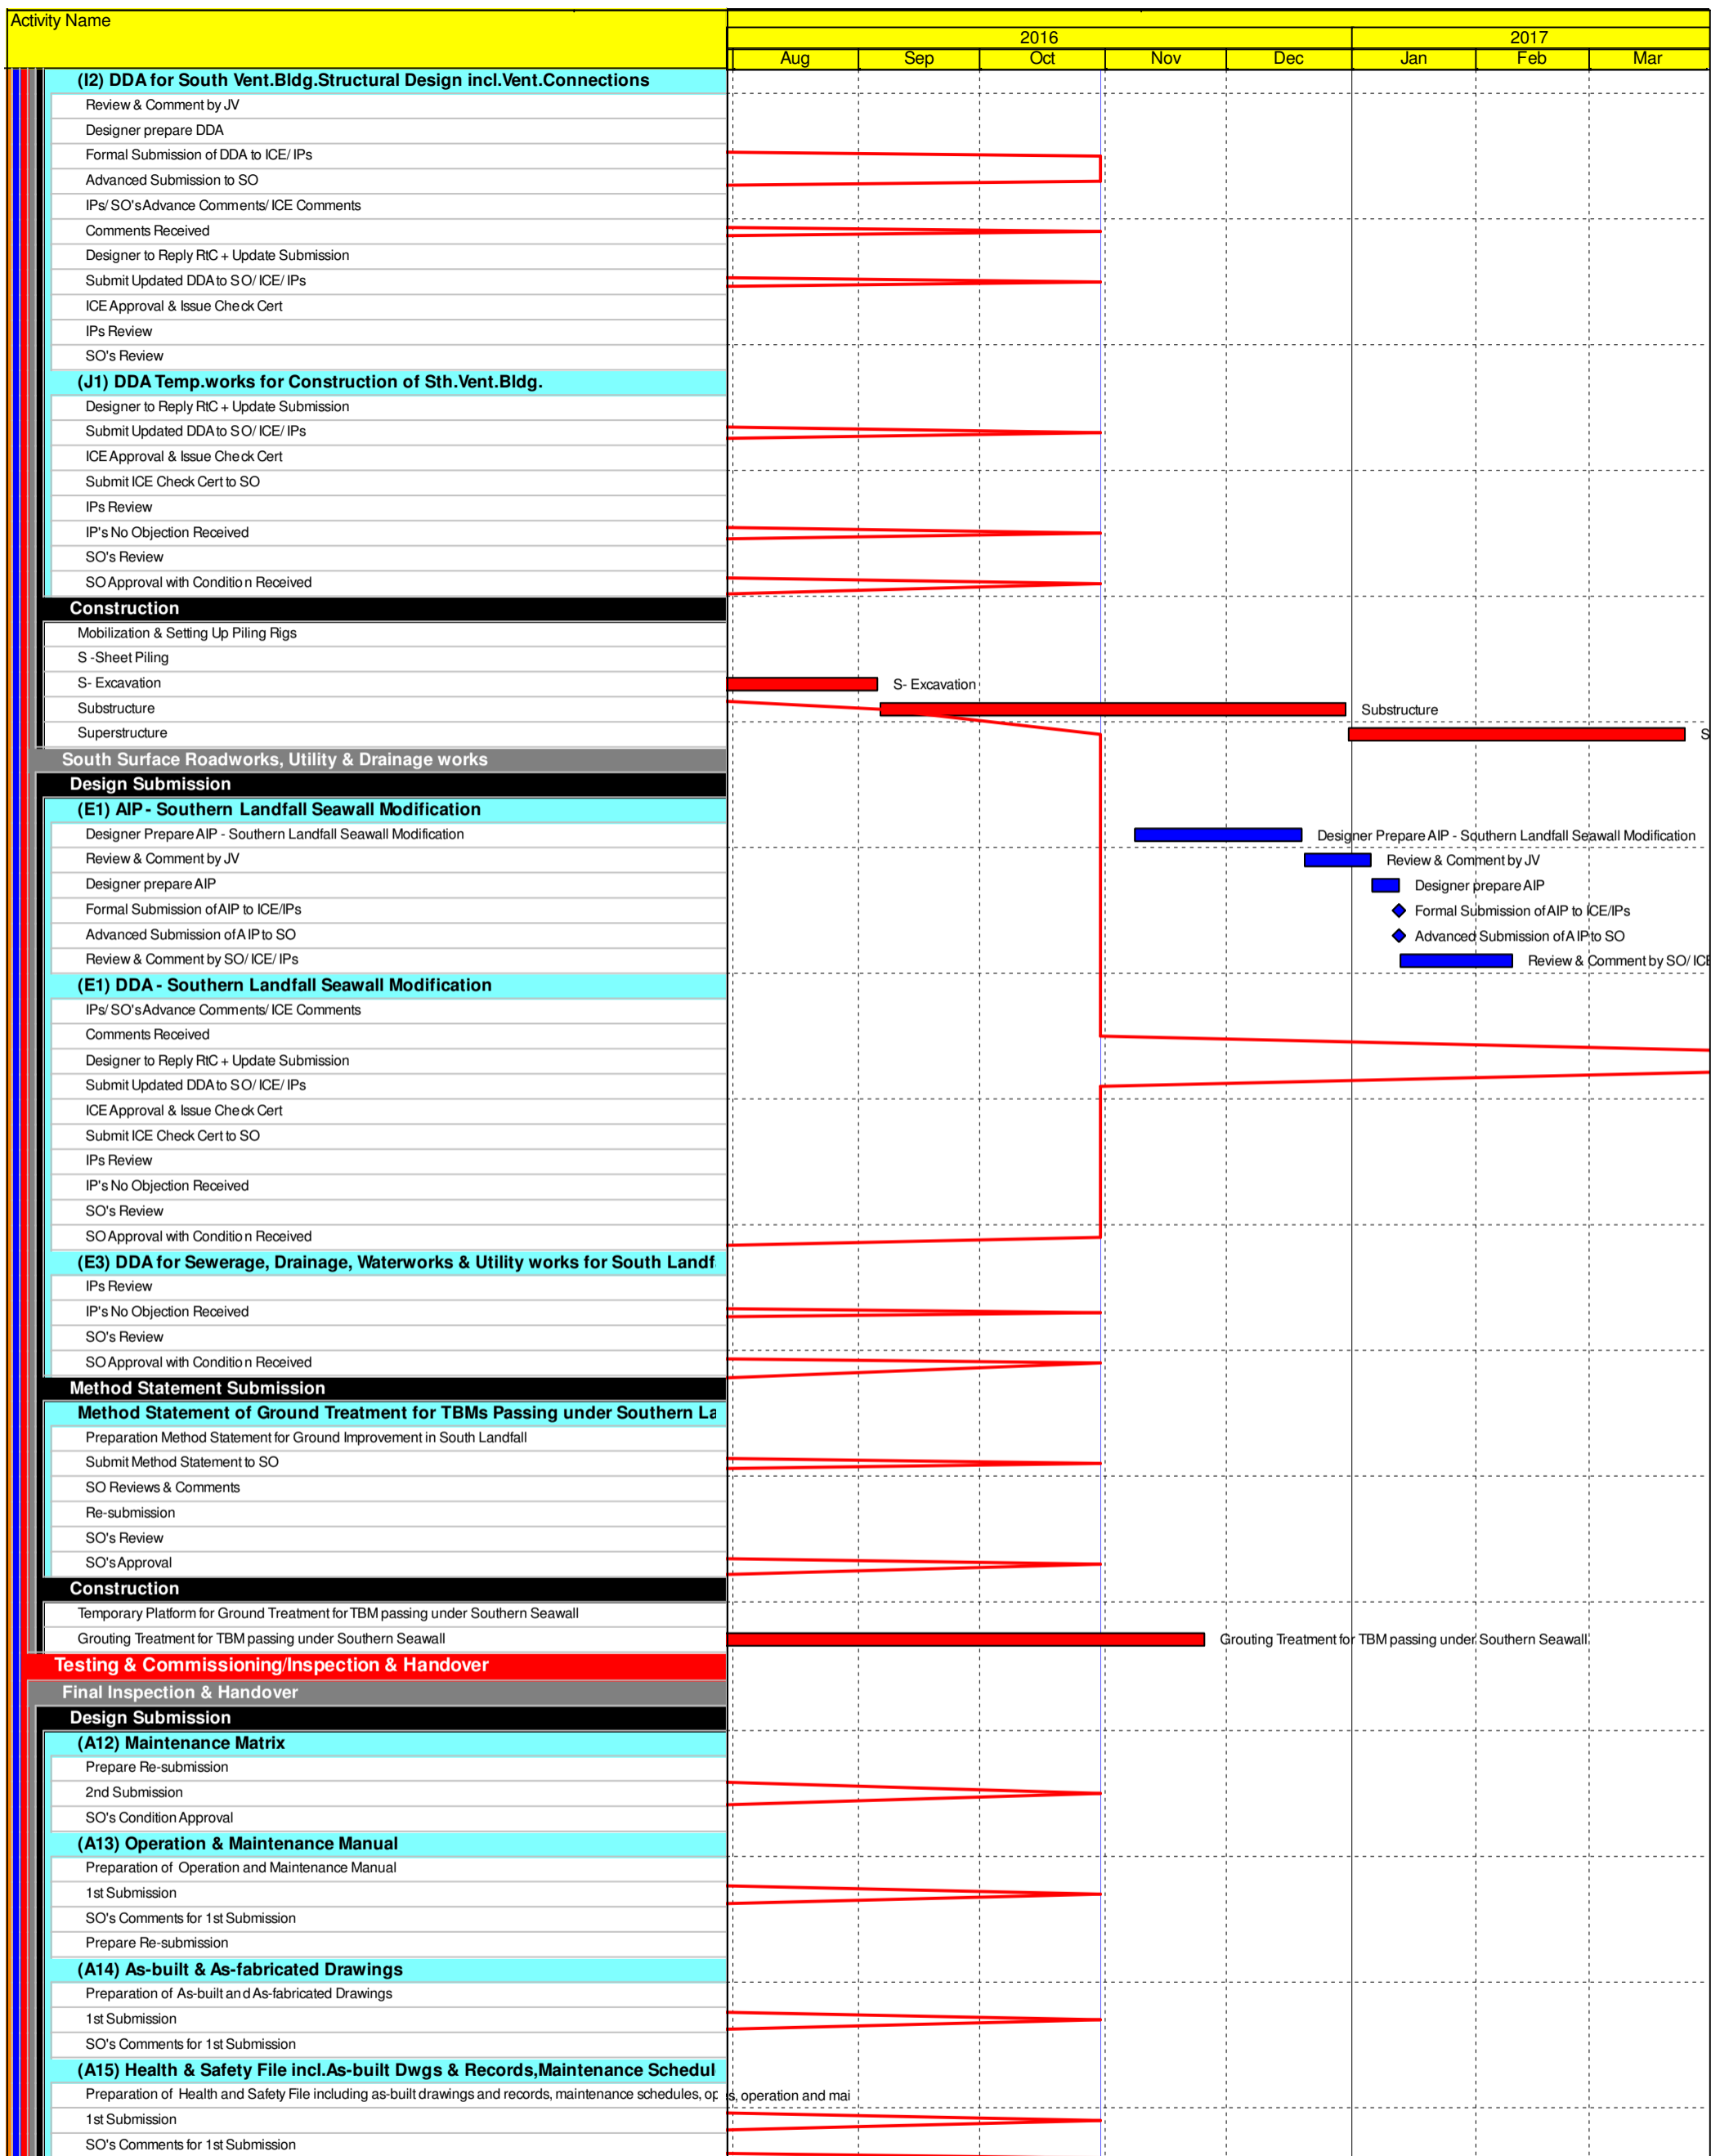 Activity Name
2016 2017
Aug Sep Oct Nov Dec Jan Feb Mar
(I2) DDA for South Vent.Bldg.Structural Design incl.Vent.Connections
Review & Comment by JV
Designer prepare DDA
Formal Submission of DDA to ICE/ IPs
Advanced Submission to SO
IPs/ SO's Advance Comments/ ICE Comments
Comments Received
Designer to Reply RtC + Update Submission
Submit Updated DDA to SO/ ICE/ IPs
ICE Approval & Issue Check Cert
IPs Review
SO's Review
(J1) DDA Temp.works for Construction of Sth.Vent.Bldg.
Designer to Reply RtC + Update Submission
Submit Updated DDA to SO/ ICE/ IPs
ICE Approval & Issue Check Cert
Submit ICE Check Cert to SO
IPs Review
IP's No Objection Received
SO's Review
SO Approval with Condition Received
Construction
Mobilization & Setting Up Piling Rigs
S -Sheet Piling
S- Excavation S- Excavation
Substructure Substructure
Superstructure S
South Surface Roadworks, Utility & Drainage works
Design Submission
(E1) AIP - Southern Landfall Seawall Modification
Designer Prepare AIP - Southern Landfall Seawall Modification Designer Prepare AIP - Southern Landfall Seawall Modification
Review & Comment by JV Review & Comment by JV
Designer prepare AIP Designer prepare AIP
Formal Submission of AIP to ICE/IPs Formal Submission of AIP to ICE/IPs
Advanced Submission of AIP to SO Advanced Submission of AIP to SO
Review & Comment by SO/ ICE/ IPs Review & Comment by SO/ ICE
(E1) DDA - Southern Landfall Seawall Modification
IPs/ SO's Advance Comments/ ICE Comments
Comments Received
Designer to Reply RtC + Update Submission
Submit Updated DDA to SO/ ICE/ IPs
ICE Approval & Issue Check Cert
Submit ICE Check Cert to SO
IPs Review
IP's No Objection Received
SO's Review
SO Approval with Condition Received
(E3) DDA for Sewerage, Drainage, Waterworks & Utility works for South Landf
IPs Review
IP's No Objection Received
SO's Review
SO Approval with Condition Received
Method Statement Submission
Method Statement of Ground Treatment for TBMs Passing under Southern La
Preparation Method Statement for Ground Improvement in South Landfall
Submit Method Statement to SO
SO Reviews & Comments
Re-submission
SO's Review
SO's Approval
Construction
Temporary Platform for Ground Treatment for TBM passing under Southern Seawall
Grouting Treatment for TBM passing under Southern Seawall Grouting Treatment for TBM passing under Southern Seawall
Testing & Commissioning/Inspection & Handover
Final Inspection & Handover
Design Submission
(A12) Maintenance Matrix
Prepare Re-submission
2nd Submission
SO's Condition Approval
(A13) Operation & Maintenance Manual
Preparation of Operation and Maintenance Manual
1st Submission
SO's Comments for 1st Submission
Prepare Re-submission
(A14) As-built & As-fabricated Drawings
Preparation of As-built and As-fabricated Drawings
1st Submission
SO's Comments for 1st Submission
(A15) Health & Safety File incl.As-built Dwgs & Records,Maintenance Schedul
Preparation of Health and Safety File including as-built drawings and records, maintenance schedules, op s, operation and mai
1st Submission
SO's Comments for 1st Submission